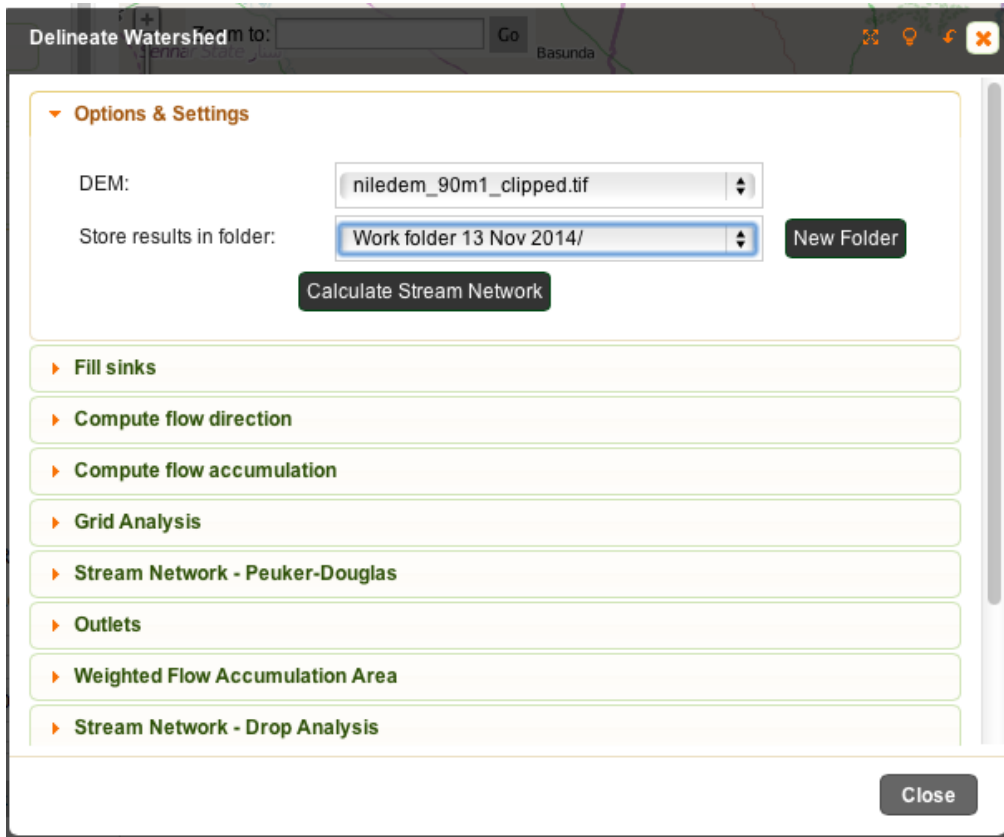 Delineate Watershed
Zoom to:
Go
Sennar State
Basunda
Options & Settings
DEM:
niledem_90m1_clipped.tif
Store results in folder:
Work folder 13 Nov 2014/
New Folder
Calculate Stream Network
Fill sinks
Compute flow direction
Compute flow accumulation
Grid Analysis
Stream Network - Peuker-Douglas
Outlets
Weighted Flow Accumulation Area
Stream Network - Drop Analysis
Close